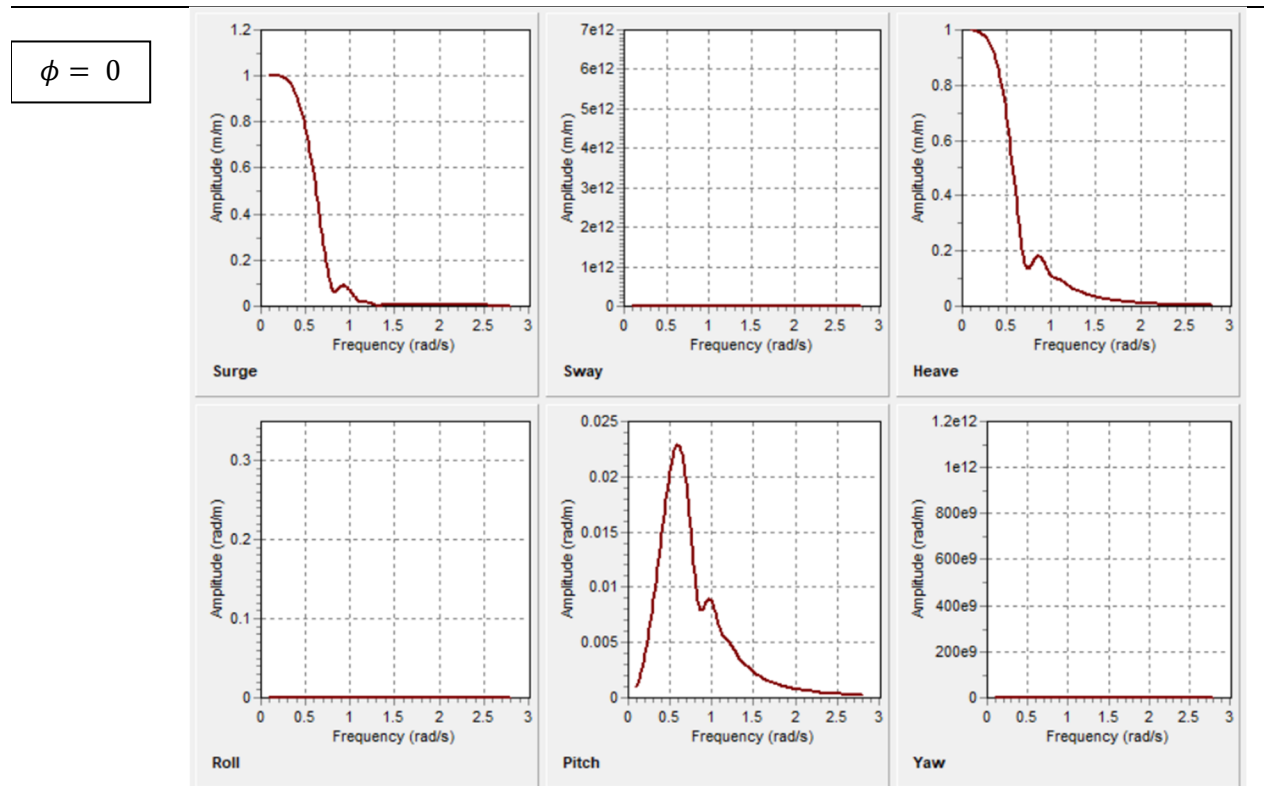 𝜙 = 0
1.2
1
0.8
0.6
0.4
0.2
0
Amplitude (m/m)
0 0.5 1 1.5 2 2.5 3
Frequency (rad/s)
Surge
7e12
6e12
5e12
4e12
3e12
2e12
1e12
0
Amplitude (m/m)
0 0.5 1 1.5 2 2.5 3
Frequency (rad/s)
Sway
1
0.8
0.6
0.4
0.2
0
Amplitude (m/m)
0 0.5 1 1.5 2 2.5 3
Frequency (rad/s)
Heave
0.3
0.2
0.1
0
Amplitude (rad/m)
0 0.5 1 1.5 2 2.5 3
Frequency (rad/s)
Roll
0.025
0.02
0.015
0.01
0.005
0
Amplitude (rad/m)
0 0.5 1 1.5 2 2.5 3
Frequency (rad/s)
Pitch
1.2e12
1e12
800e9
600e9
400e9
200e9
0
Amplitude (rad/m)
0 0.5 1 1.5 2 2.5 3
Frequency (rad/s)
Yaw